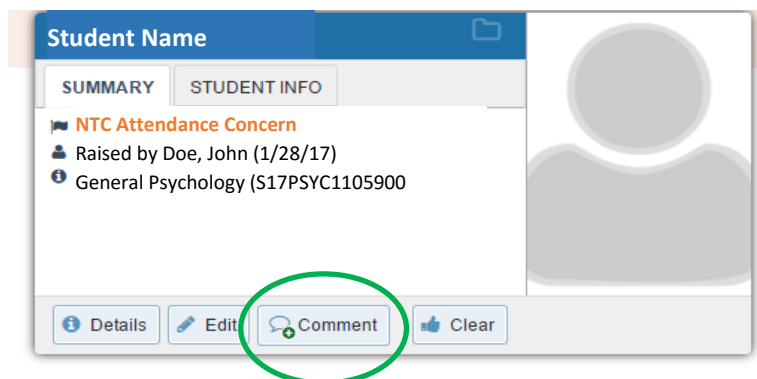 Student Name
SUMMARY STUDENT INFO
NTC Attendance Concern
Raised by Doe, John (1/28/17)
General Psychology (S17PSYC1105900
Details Edit Comment Clear